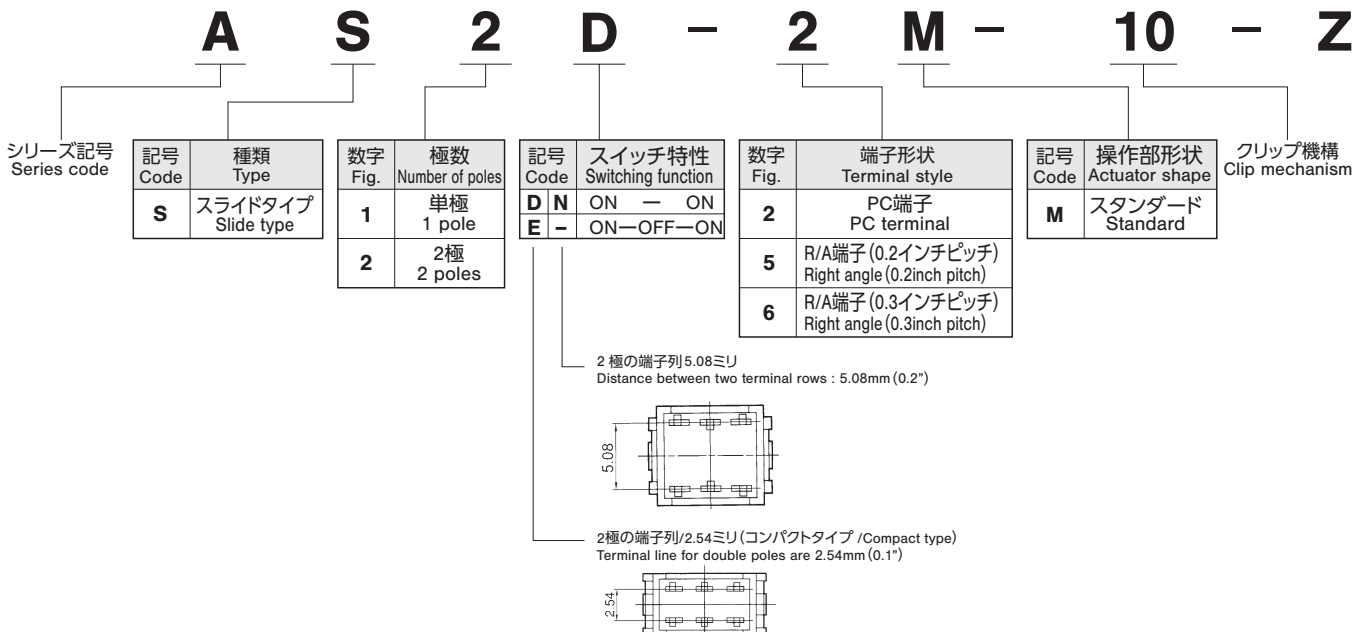 A S 2 D - 2 M - 10 - Z
シリーズ記号
Series code
記号 種類
Code Type
S スライドタイプ
Slide type
数字 極数
Fig. Number of poles
1 単極
1 pole
2 2極
2 poles
記号 スイッチ特性
Code Switching function
D N ON — ON
E – ON—OFF—ON
数字 端子形状
Fig. Terminal style
2 PC端子
PC terminal
5 R/A端子(0.2インチピッチ)
Right angle(0.2inch pitch)
6 R/A端子(0.3インチピッチ)
Right angle(0.3inch pitch)
記号 操作部形状
Code Actuator shape
M スタンダード
Standard
クリップ機構
Clip mechanism
2 極の端子列5.08ミリ
Distance between two terminal rows : 5.08mm(0.2”)
5.08
2極の端子列/2.54ミリ(コンパクトタイプ /Compact type)
Terminal line for double poles are 2.54mm(0.1”)
2.54